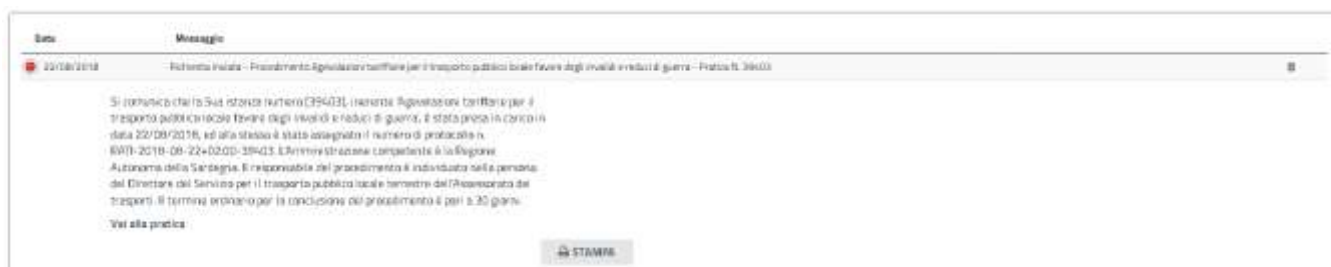 Data Messaggio
22/08/2018 Richiesta inviata - Procedimento Agevolazioni tariffarie per il trasporto pubblico locale favore degli invalidi e reduci di guerra - Pratica N. 39403
Si comunica che la Sua istanza numero [39403], inerente Agevolazioni tariffarie per il
trasporto pubblico locale favore degli invalidi e reduci di guerra, è stata presa in carico in
data 22/08/2018, ed alla stessa è stato assegnato il numero di protocollo n.
2018-08-22+02:00-39403. L'Amministrazione competente è la Regione
Autonoma della Sardegna. Il responsabile del procedimento è individuato nella persona
del Direttore del Servizio per il trasporto pubblico locale terrestre dell'Assessorato dei
trasporti. Il termine ordinario per la conclusione del procedimento è pari a 30 giorni.
Vai alla pratica
STAMPA